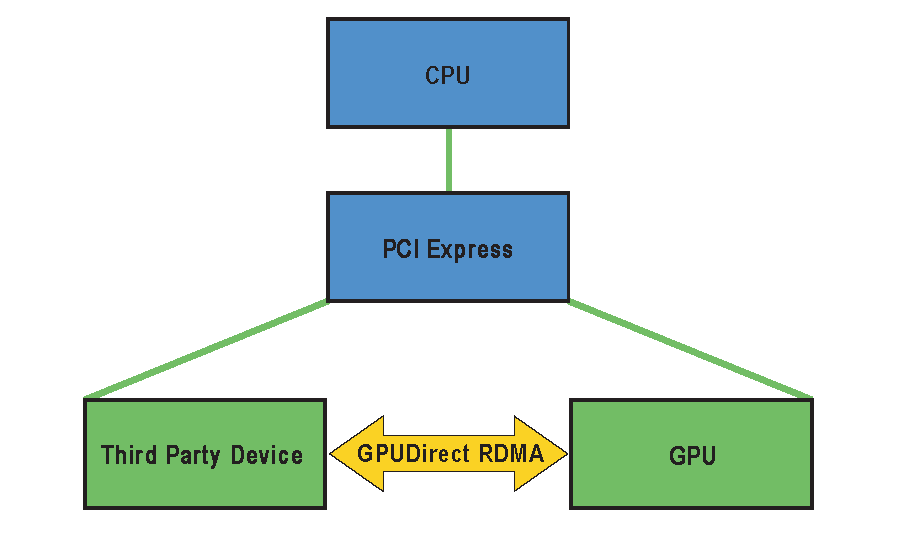 CPU
PCI Express
Third Party Device
GPUDirect RDMA
GPU